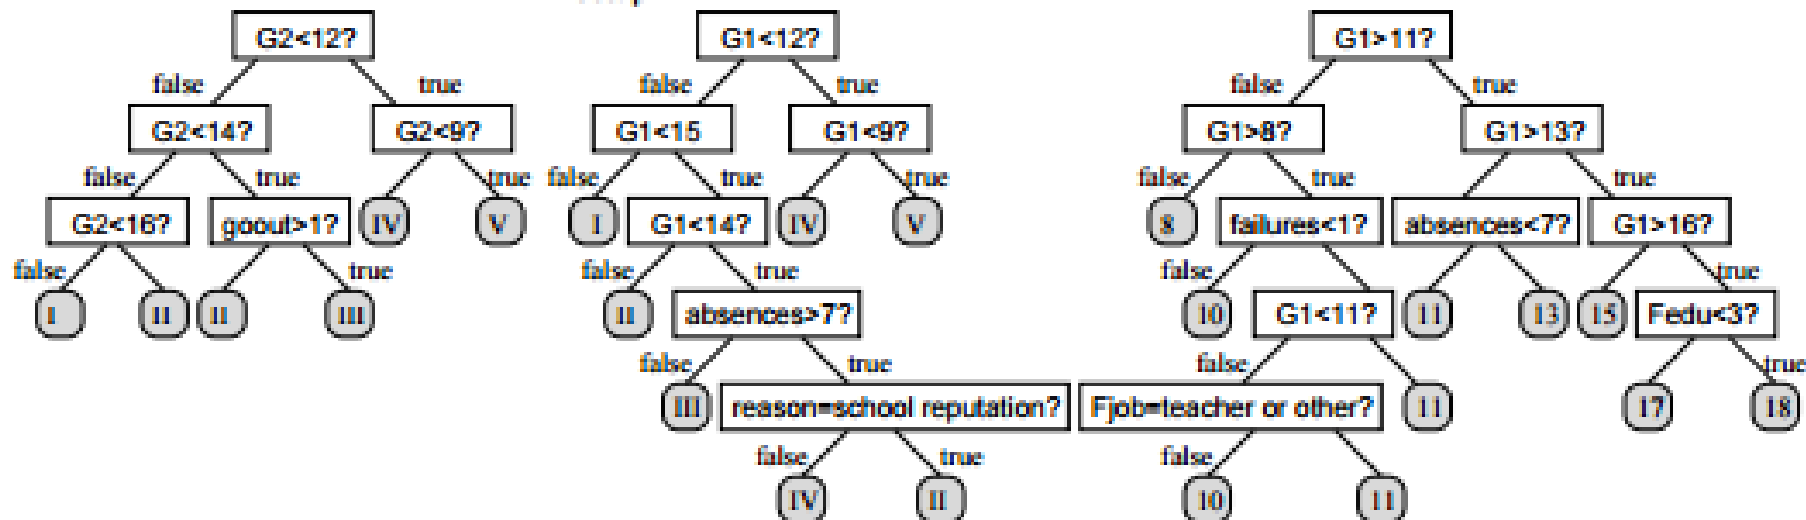 G2<12? G1<12? G1>11?
false true false true false true
G2<14? G2<9? G1<15 G1<9? G1>8? G1>13?
false true true false true true false true true
G2<16? goout>1? IV V I G1<14? IV V 8 failures<1? absences<7? G1>16?
false true false true false true
I II II III II absences>7? 10 G1<11? 11 13 15 Fedu<3?
false true false true
III reason=school reputation? Fjob=teacher or other? 11 17 18
false true false
IV II 10 11